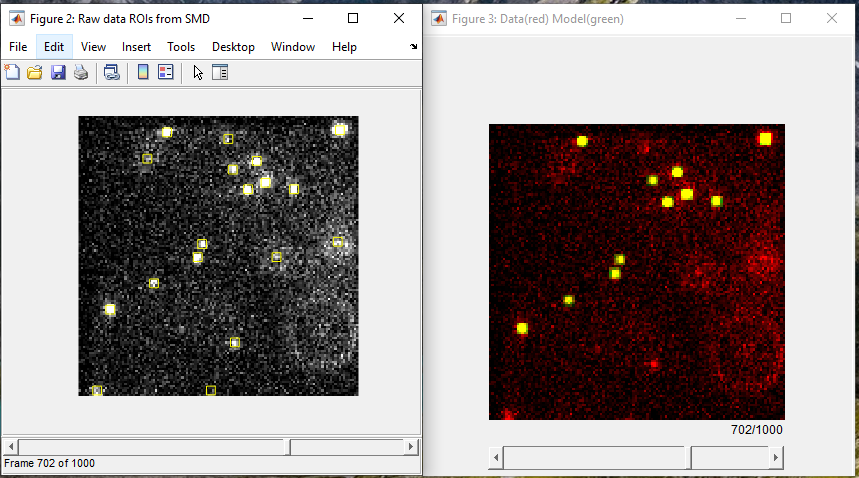 Figure 2: Raw data ROIs from SMD
File Edit View Insert Tools Desktop Window Help
Frame 702 of 1000
Figure 3: Data(red) Model(green)
702/1000